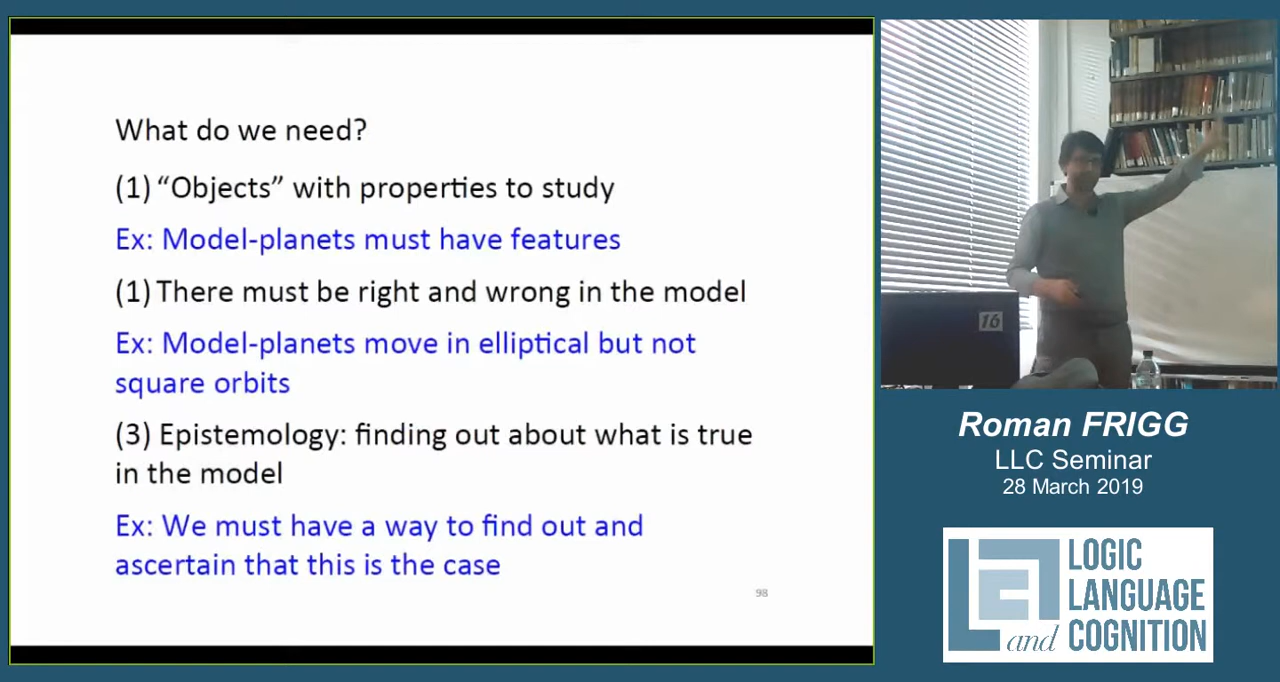 What do we need?
(1) “Objects” with properties to study
Ex: Model-planets must have features
(1) There must be right and wrong in the model
Ex: Model-planets move in elliptical but not
square orbits
(3) Epistemology: finding out about what is true
in the model
Ex: We must have a way to find out and
ascertain that this is the case
98
16
Roman FRIGG
LLC Seminar
28 March 2019
LOGIC
LANGUAGE
and COGNITION